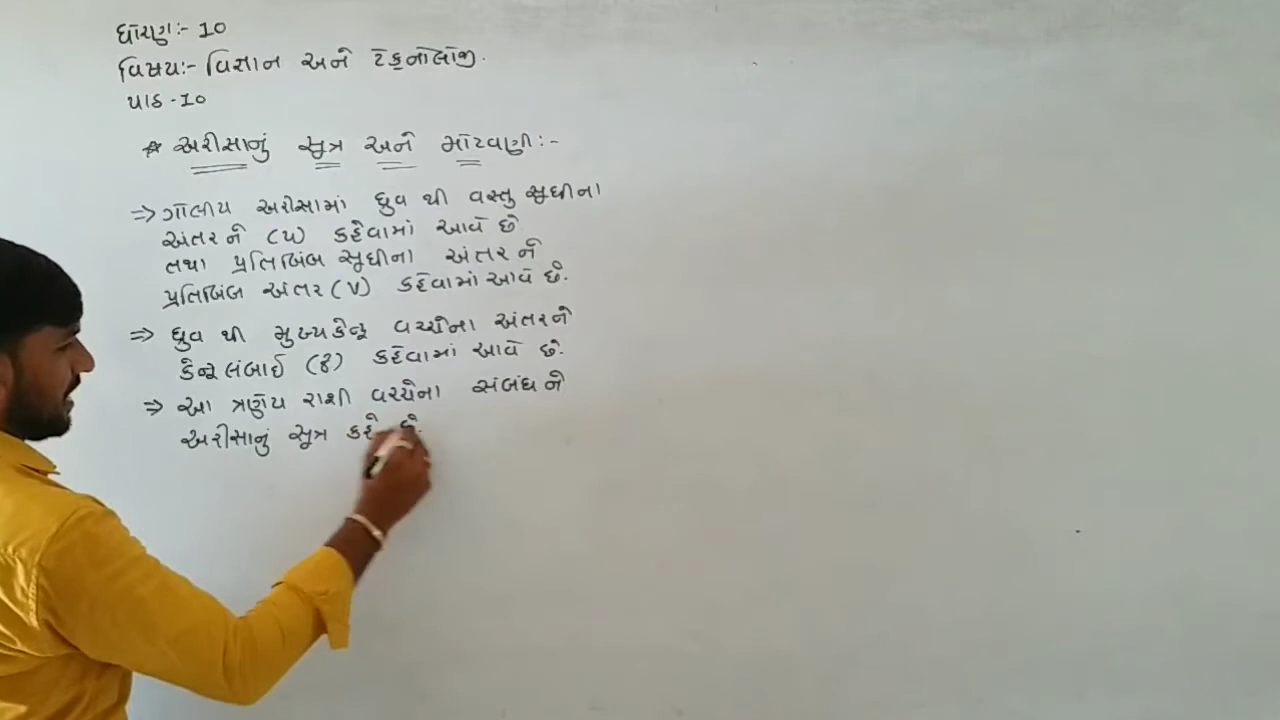 ધોરણ:- 10
વિષય:- વિજ્ઞાન અને ટેકનોલોજી.
પાઠ - 10
* અરીસાનું સૂત્ર અને મોટવણી:-
⇒ ગોલીય અરીસામાં ધ્રુવ થી વસ્તુ સુધીના
અંતર ને (u) કહેવામાં આવે છે
તથા પ્રતિબિંબ સુધીના અંતર ને
પ્રતિબિંબ અંતર (v) કહેવામાં આવે છે.
⇒ ધ્રુવ થી મુખ્યકેન્દ્ર વચ્ચેના અંતરને
કેન્દ્રલંબાઈ (f) કહેવામાં આવે છે.
⇒ આ ત્રણેય રાશી વચ્ચેના સંબંધ ને
અરીસાનું સૂત્ર કહે છે.